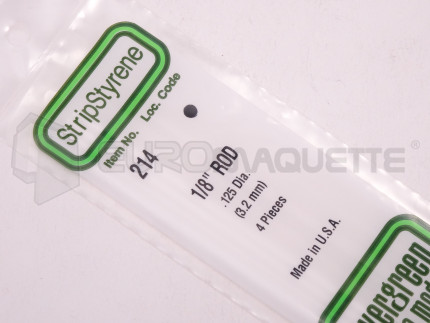 StripStyrene
Item No. Loc. Code
214
1/8" ROD
.125 Dia.
(3.2 mm)
4 Pieces
Made in U.S.A.
EUROMAQUETTE®